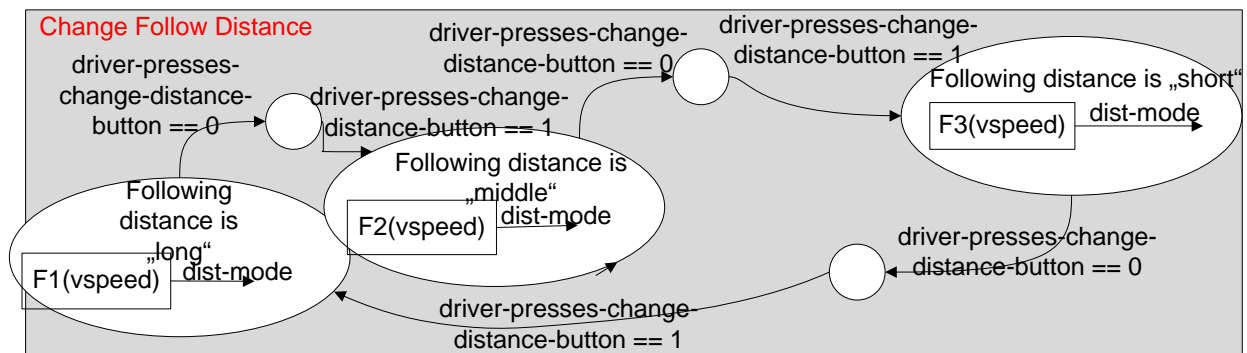 Change Follow Distance
driver-presses-
change-distance-
button == 0
driver-presses-change-
distance-button == 1
driver-presses-change-
distance-button == 0
driver-presses-change-
distance-button == 1
Following distance is „short“
F3(vspeed)
dist-mode
Following distance is
„middle“
F2(vspeed)
dist-mode
Following
distance is
„long“
F1(vspeed)
dist-mode
driver-presses-change-
distance-button == 0
driver-presses-change-
distance-button == 1